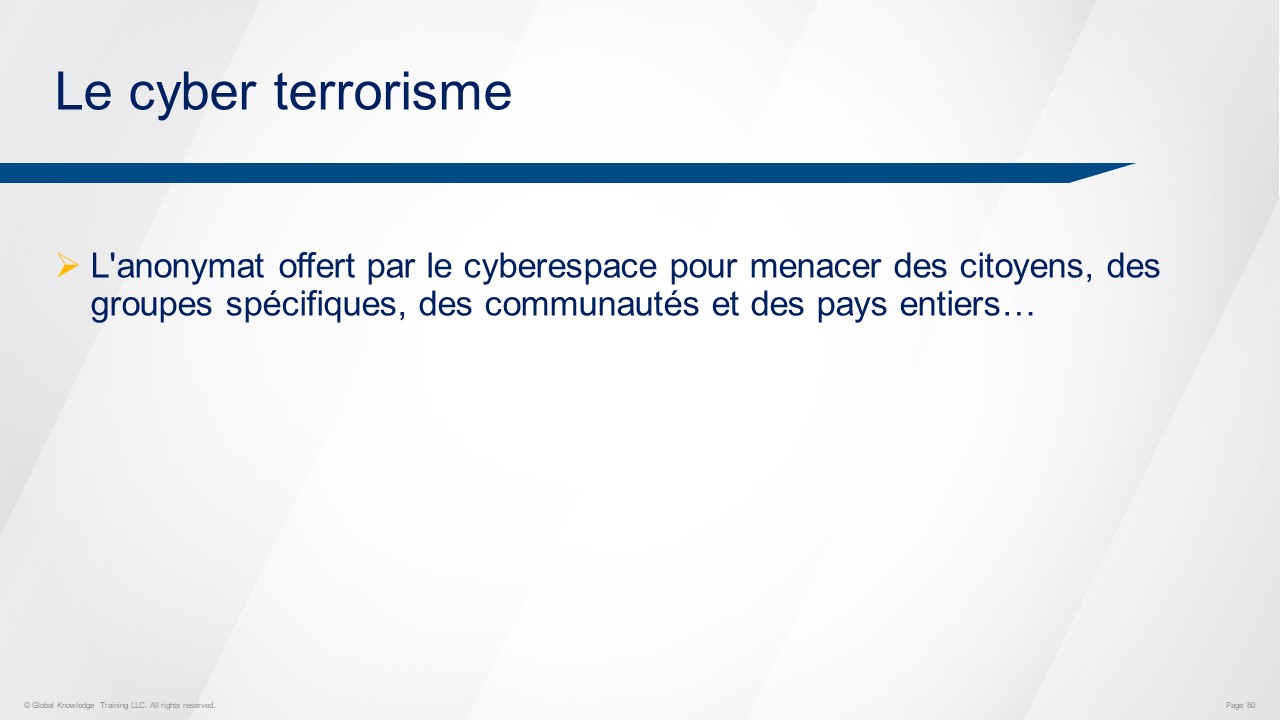 Le cyber terrorisme
L'anonymat offert par le cyberespace pour menacer des citoyens, des
groupes spécifiques, des communautés et des pays entiers…
© Global Knowledge Training LLC. All rights reserved.
Page 80